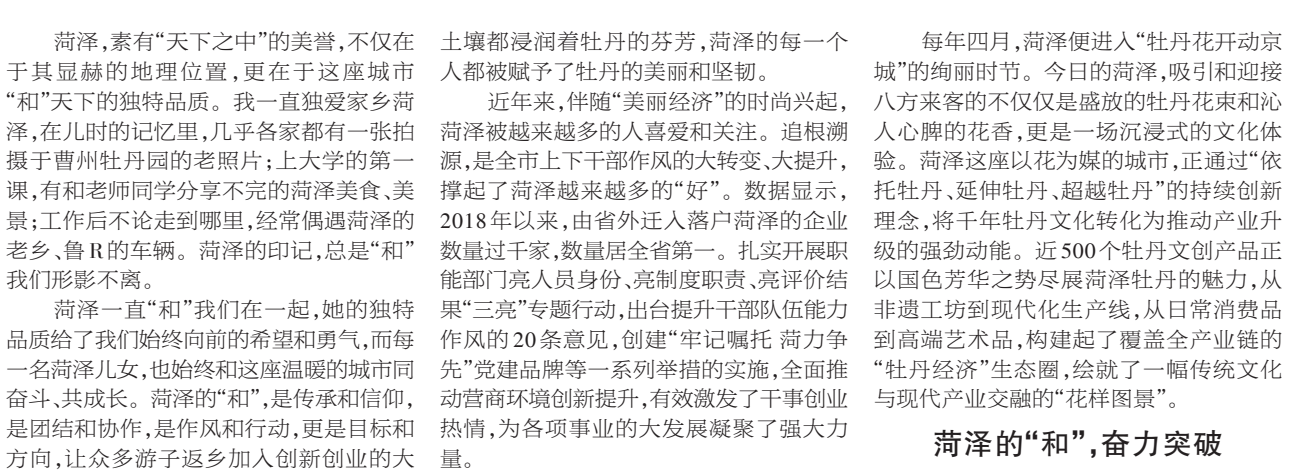 菏泽,素有“天下之中”的美誉,不仅在
于其显赫的地理位置,更在于这座城市
“和”天下的独特品质。我一直独爱家乡菏
泽,在儿时的记忆里,几乎各家都有一张拍
摄于曹州牡丹园的老照片;上大学的第一
课,有和老师同学分享不完的菏泽美食、美
景;工作后不论走到哪里,经常偶遇菏泽的
老乡、鲁R的车辆。菏泽的印记,总是“和”
我们形影不离。
菏泽一直“和”我们在一起,她的独特
品质给了我们始终向前的希望和勇气,而每
一名菏泽儿女,也始终和这座温暖的城市同
奋斗、共成长。菏泽的“和”,是传承和信仰,
是团结和协作,是作风和行动,更是目标和
方向,让众多游子返乡加入创新创业的大
土壤都浸润着牡丹的芬芳,菏泽的每一个
人都被赋予了牡丹的美丽和坚韧。
近年来,伴随“美丽经济”的时尚兴起,
菏泽被越来越多的人喜爱和关注。追根溯
源,是全市上下干部作风的大转变、大提升,
撑起了菏泽越来越多的“好”。数据显示,
2018年以来,由省外迁入落户菏泽的企业
数量过千家,数量居全省第一。扎实开展职
能部门亮人员身份、亮制度职责、亮评价结
果“三亮”专题行动,出台提升干部队伍能力
作风的20条意见,创建“牢记嘱托 菏力争
先”党建品牌等一系列举措的实施,全面推
动营商环境创新提升,有效激发了干事创业
热情,为各项事业的大发展凝聚了强大力
量。
每年四月,菏泽便进入“牡丹花开动京
城”的绚丽时节。今日的菏泽,吸引和迎接
八方来客的不仅仅是盛放的牡丹花束和沁
人心脾的花香,更是一场沉浸式的文化体
验。菏泽这座以花为媒的城市,正通过“依
托牡丹、延伸牡丹、超越牡丹”的持续创新
理念,将千年牡丹文化转化为推动产业升
级的强劲动能。近500个牡丹文创产品正
以国色芳华之势尽展菏泽牡丹的魅力,从
非遗工坊到现代化生产线,从日常消费品
到高端艺术品,构建起了覆盖全产业链的
“牡丹经济”生态圈,绘就了一幅传统文化
与现代产业交融的“花样图景”。
菏泽的“和”,奋力突破